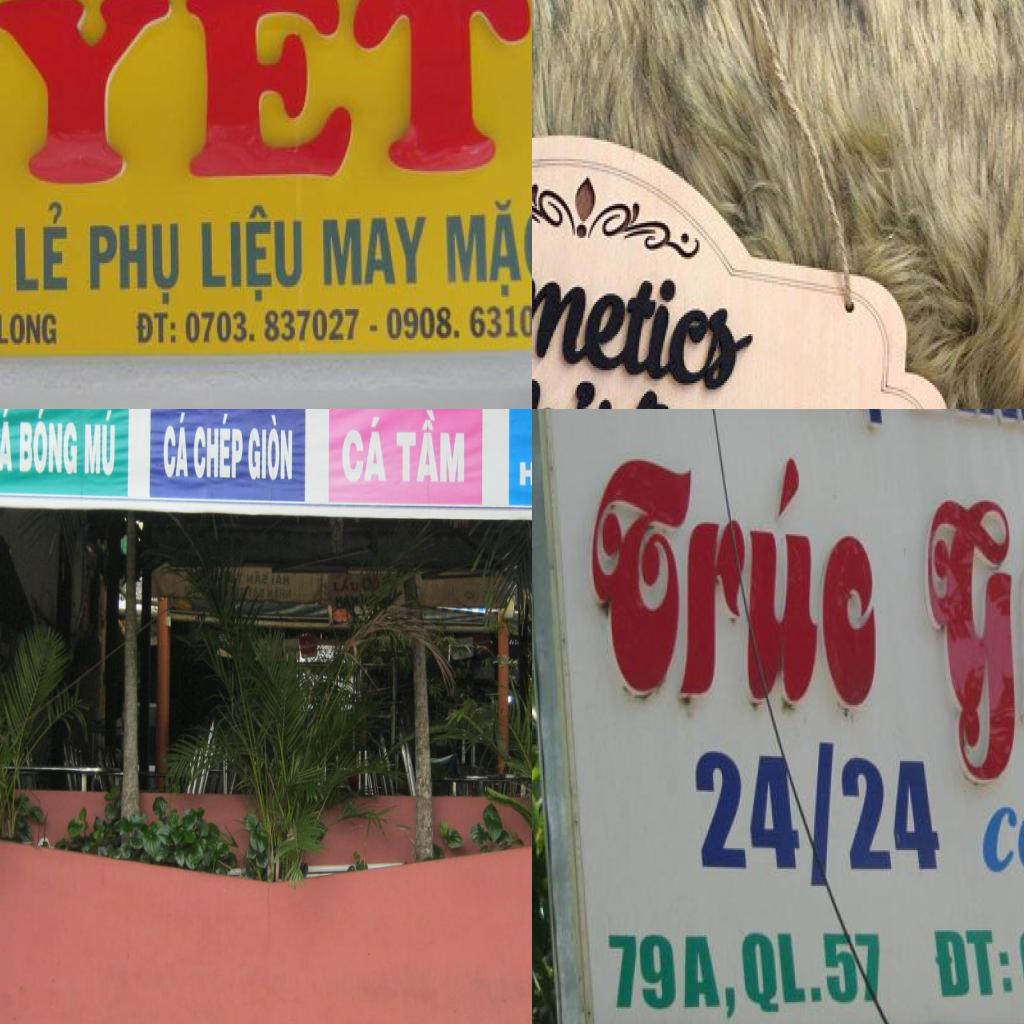 YET
LẺ PHỤ LIỆU MAY MẶC
LONG ĐT: 0703. 837027 - 0908. 6310
metics
Á BÓNG MÚ
CÁ CHÉP GIÒN
CÁ TẦM
H
Trúc
24/24
79A, QL.57 ĐT: